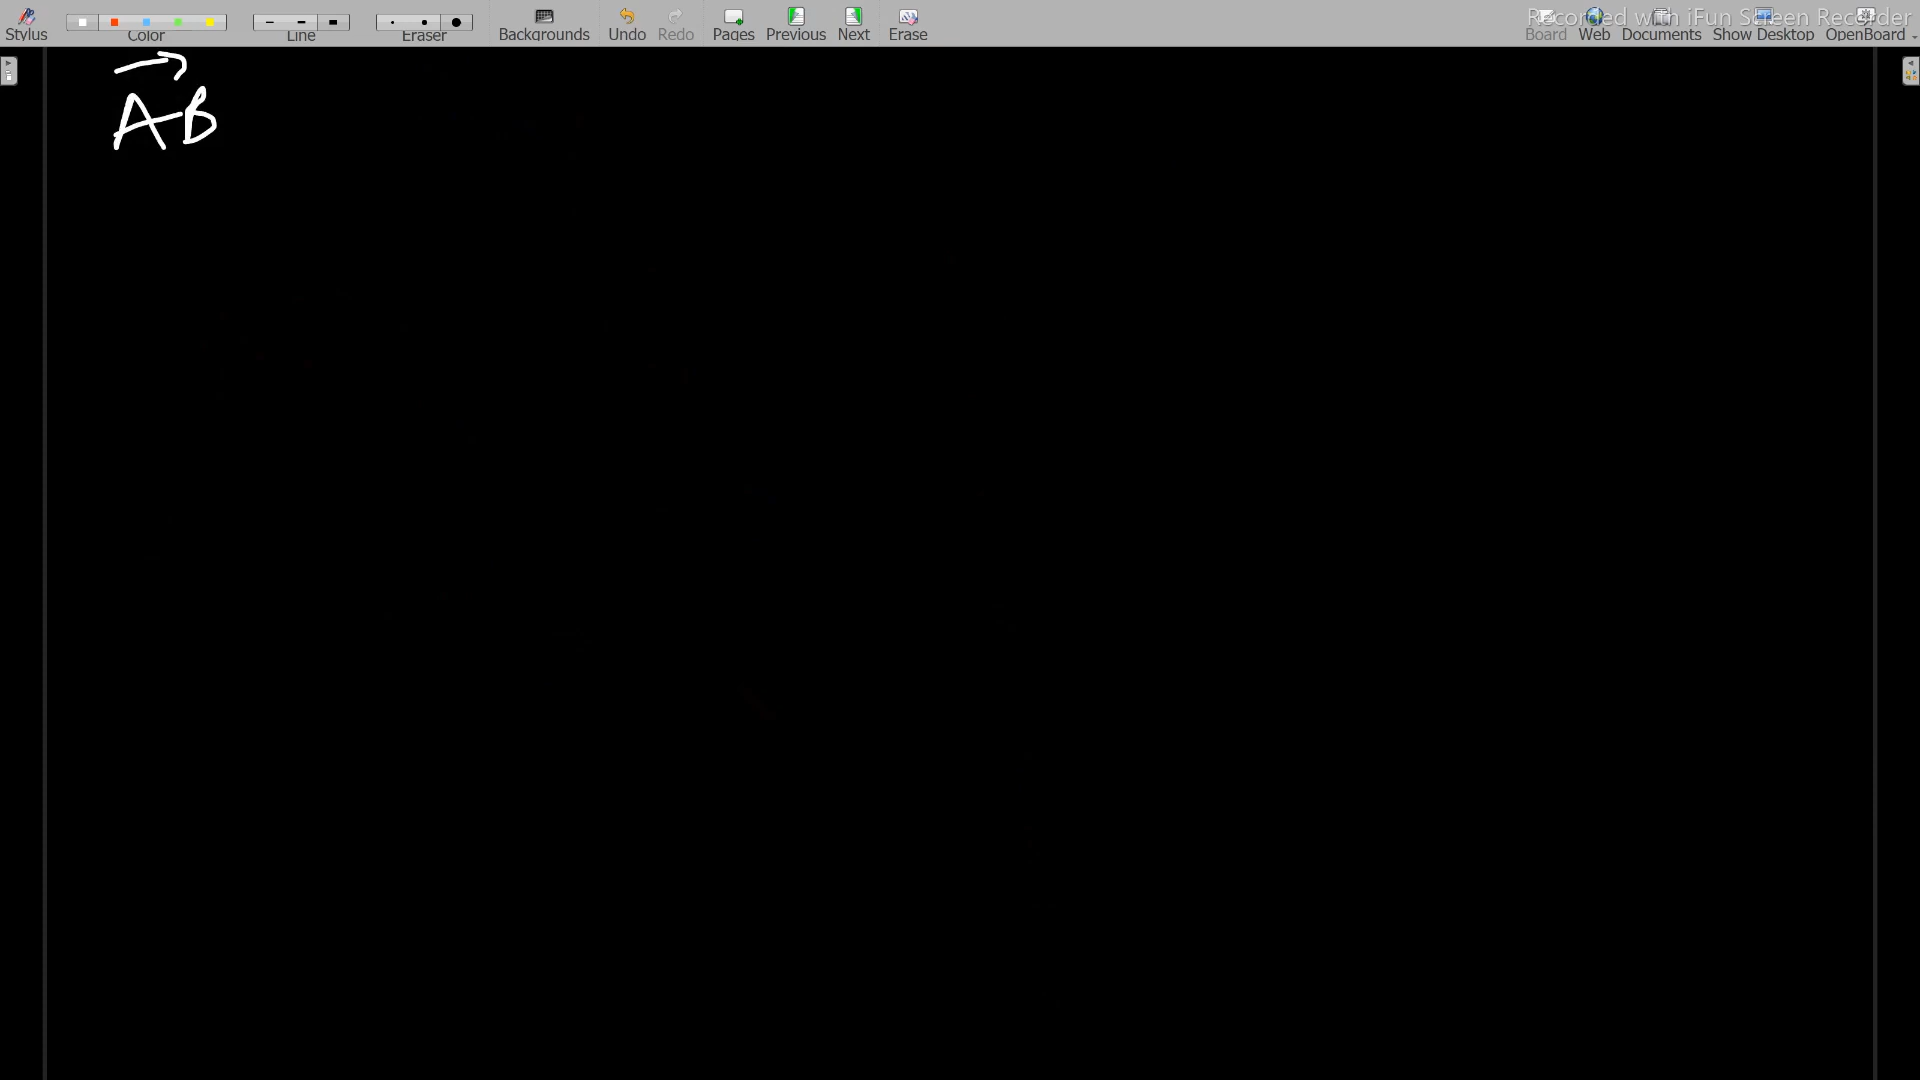 Recorded with iFun Screen Recorder
Stylus Color Line Eraser Backgrounds Undo Redo Pages Previous Next Erase Board Web Documents Show Desktop OpenBoard
→
AB